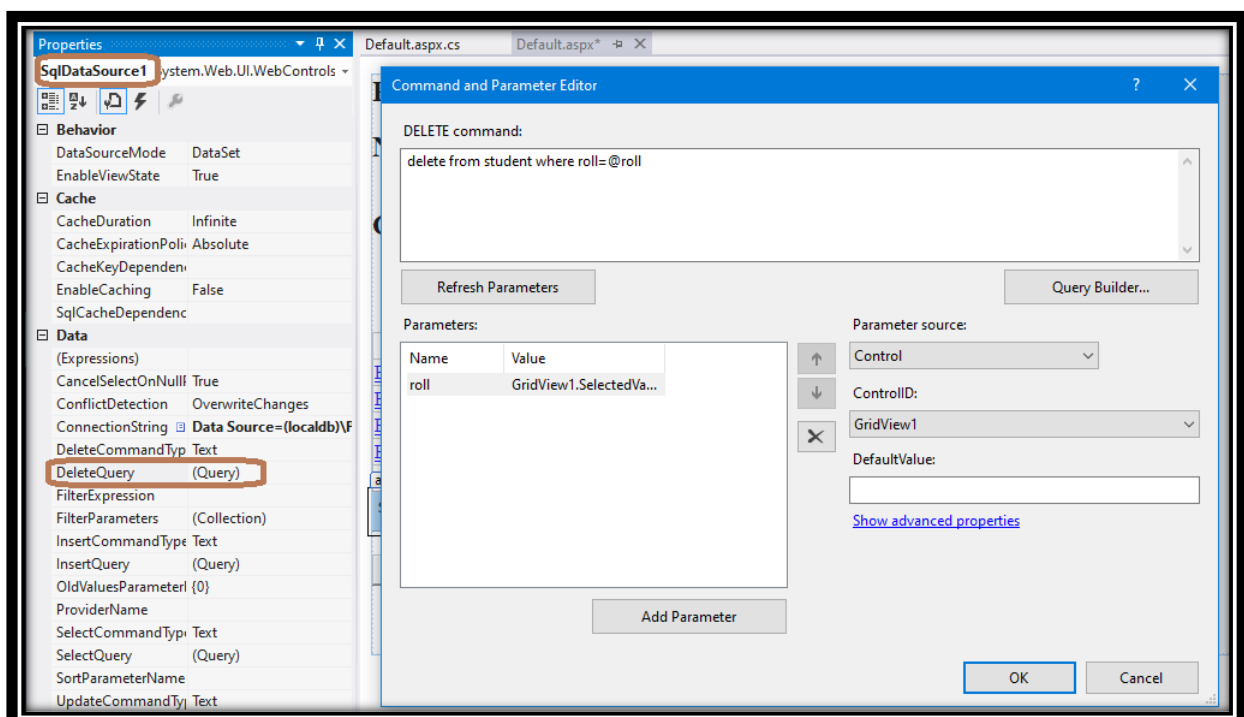 Properties
SqlDataSource1 ystem.Web.UI.WebControls
Behavior
DataSourceMode DataSet
EnableViewState True
Cache
CacheDuration Infinite
CacheExpirationPoli Absolute
CacheKeyDependen
EnableCaching False
SqlCacheDependenc
Data
(Expressions)
CancelSelectOnNull True
ConflictDetection OverwriteChanges
ConnectionString Data Source=(localdb)\
DeleteCommandTyp Text
DeleteQuery (Query)
FilterExpression
FilterParameters (Collection)
InsertCommandType Text
InsertQuery (Query)
OldValuesParameter {0}
ProviderName
SelectCommandTyp Text
SelectQuery (Query)
SortParameterName
UpdateCommandTy Text
Default.aspx.cs Default.aspx*
Command and Parameter Editor ?
DELETE command:
delete from student where roll=@roll
Refresh Parameters Query Builder...
Parameters:
Name Value
roll GridView1.SelectedVa...
Add Parameter
Parameter source:
Control
ControlID:
GridView1
DefaultValue:
Show advanced properties
OK Cancel